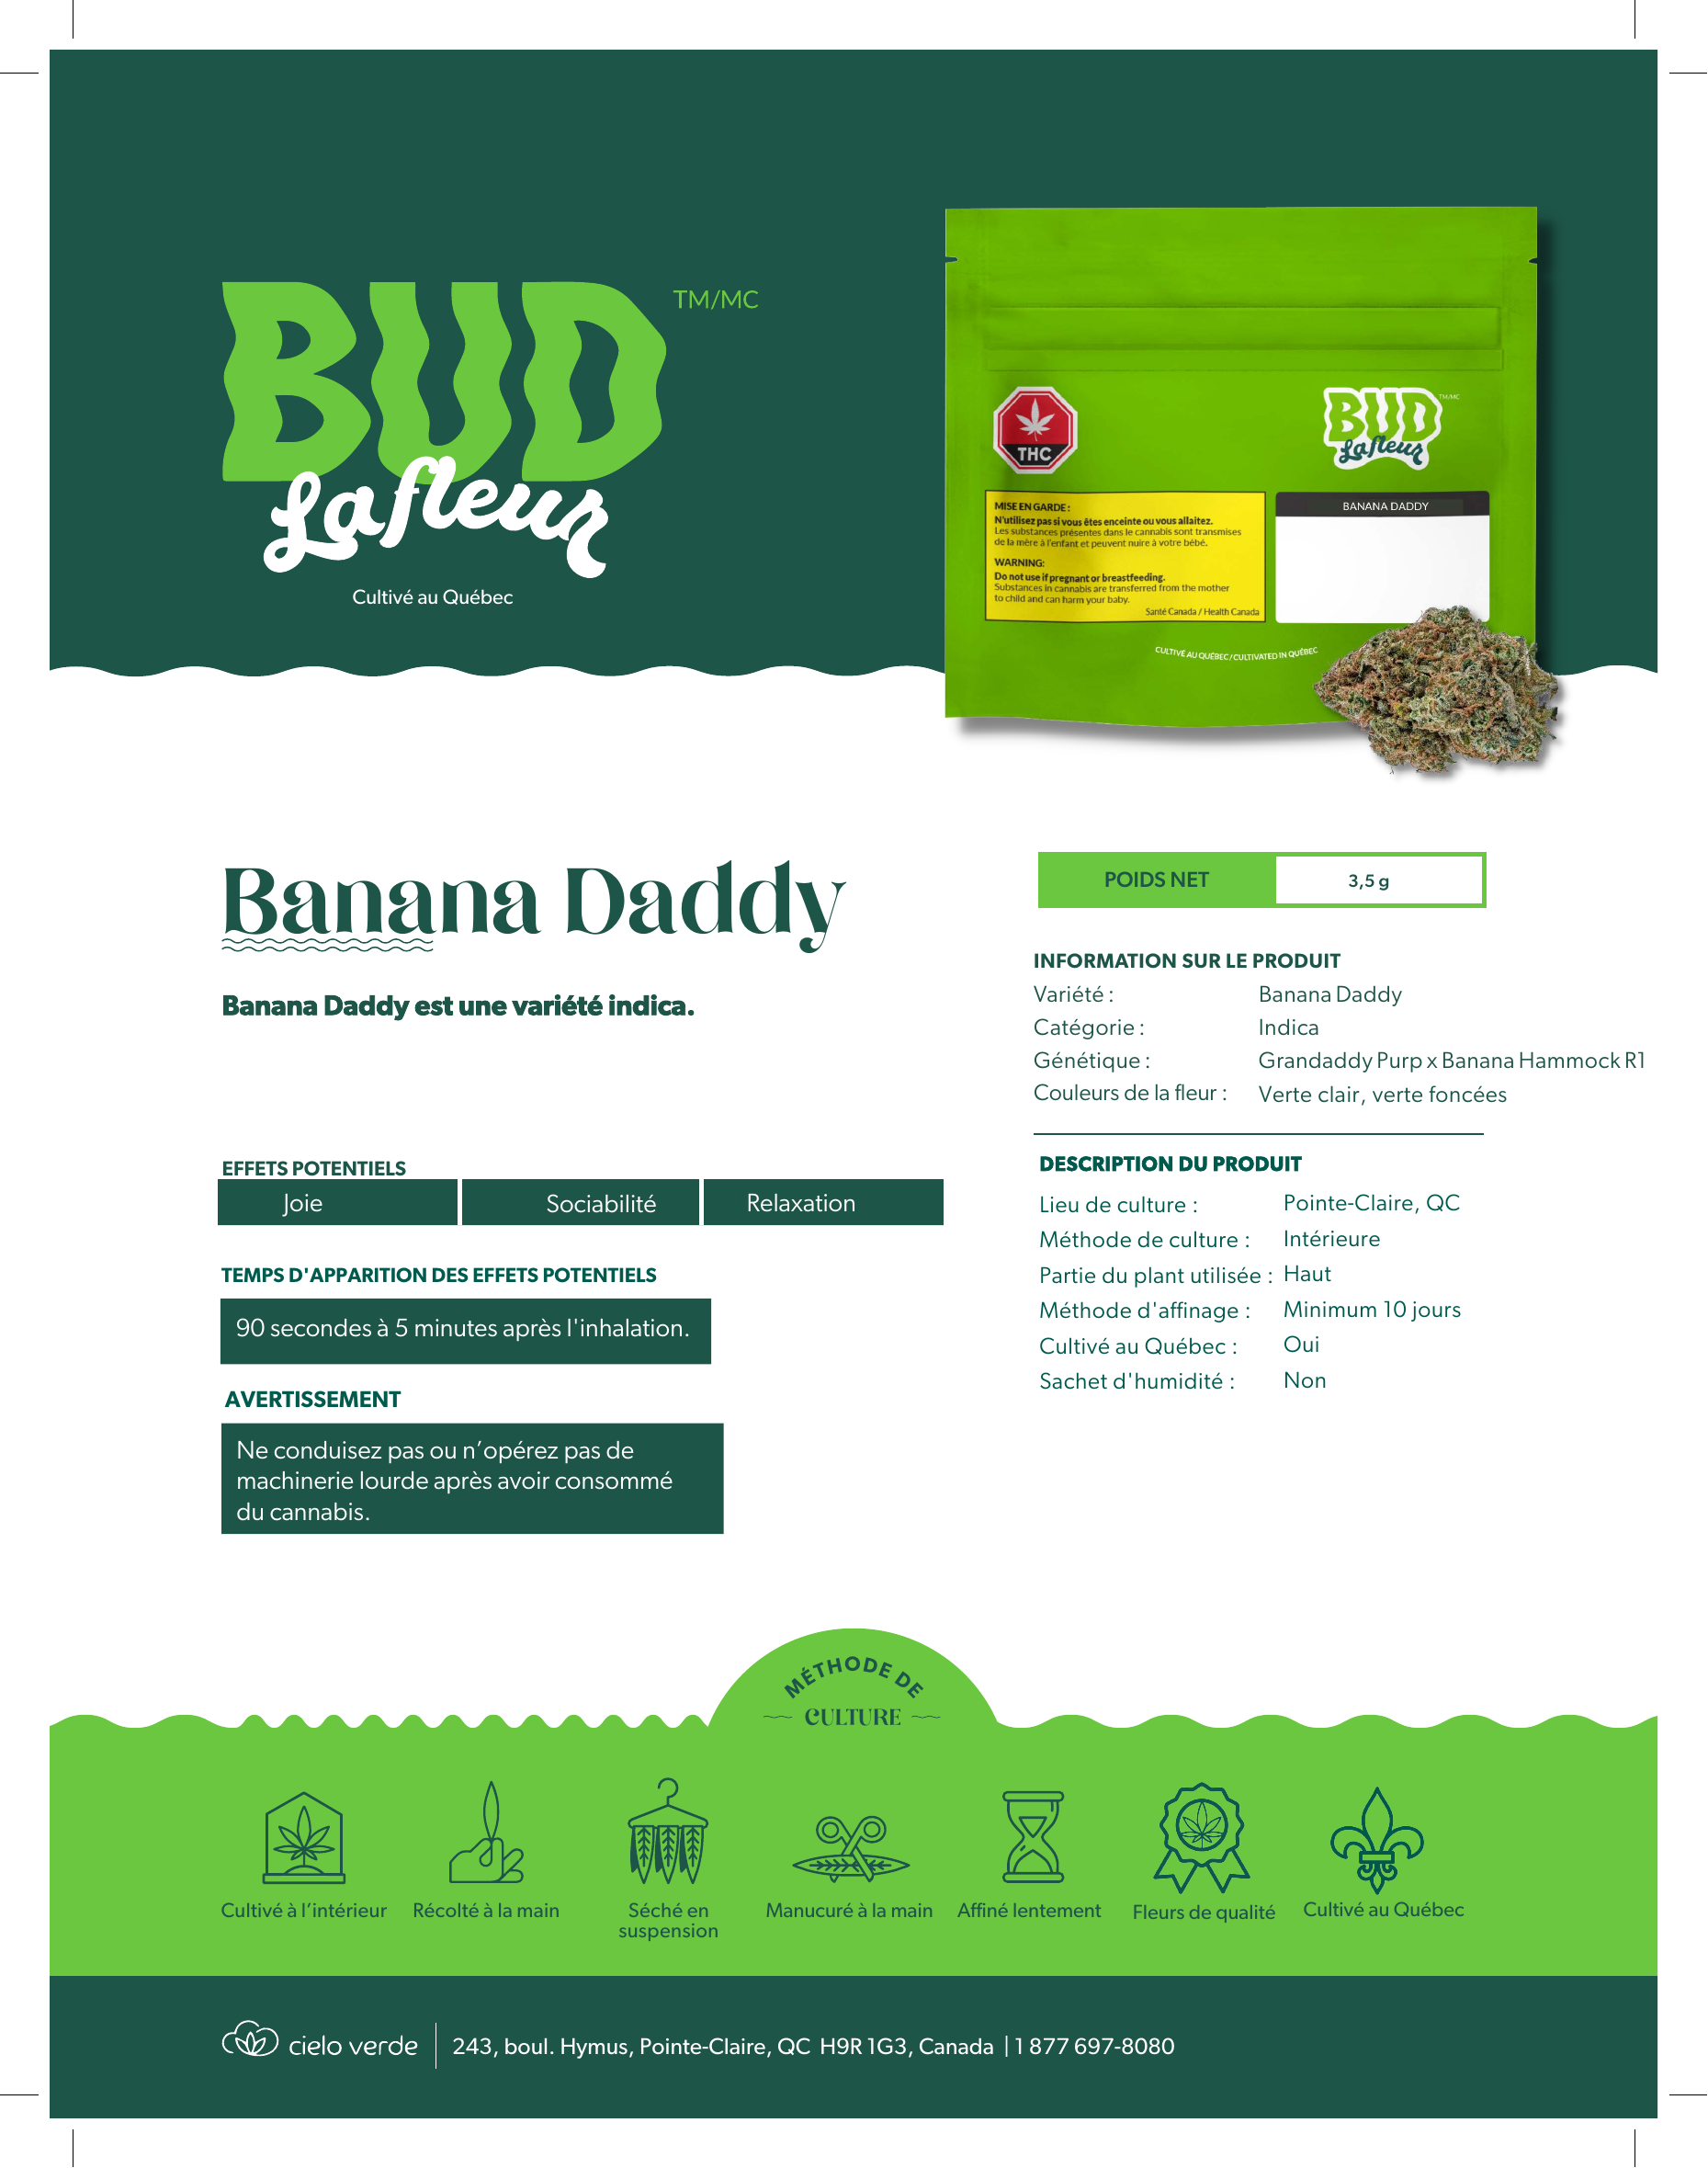 BUD
TM/MC
Lafleur
Cultivé au Québec
THC
BUD
TM/MC
Lafleur
MISE EN GARDE :
N'utilisez pas si vous êtes enceinte ou vous allaitez.
Les substances présentes dans le cannabis sont transmises
de la mère à l'enfant et peuvent nuire à votre bébé.
WARNING:
Do not use if pregnant or breastfeeding.
Substances in cannabis are transferred from the mother
to child and can harm your baby.
Santé Canada / Health Canada
BANANA DADDY
CULTIVÉ AU QUÉBEC / CULTIVATED IN QUÉBEC
Banana Daddy
Banana Daddy est une variété indica.
EFFETS POTENTIELS
Joie Sociabilité Relaxation
TEMPS D'APPARITION DES EFFETS POTENTIELS
90 secondes à 5 minutes après l'inhalation.
AVERTISSEMENT
Ne conduisez pas ou n’opérez pas de
machinerie lourde après avoir consommé
du cannabis.
POIDS NET 3,5 g
INFORMATION SUR LE PRODUIT
Variété : Banana Daddy
Catégorie : Indica
Génétique : Grandaddy Purp x Banana Hammock R1
Couleurs de la fleur : Verte clair, verte foncées
DESCRIPTION DU PRODUIT
Lieu de culture : Pointe-Claire, QC
Méthode de culture : Intérieure
Partie du plant utilisée : Haut
Méthode d'affinage : Minimum 10 jours
Cultivé au Québec : Oui
Sachet d'humidité : Non
MÉTHODE DE
CULTURE
Cultivé à l’intérieur
Récolté à la main
Séché en
suspension
Manucuré à la main
Affiné lentement
Fleurs de qualité
Cultivé au Québec
cielo verde
243, boul. Hymus, Pointe-Claire, QC H9R 1G3, Canada | 1 877 697-8080